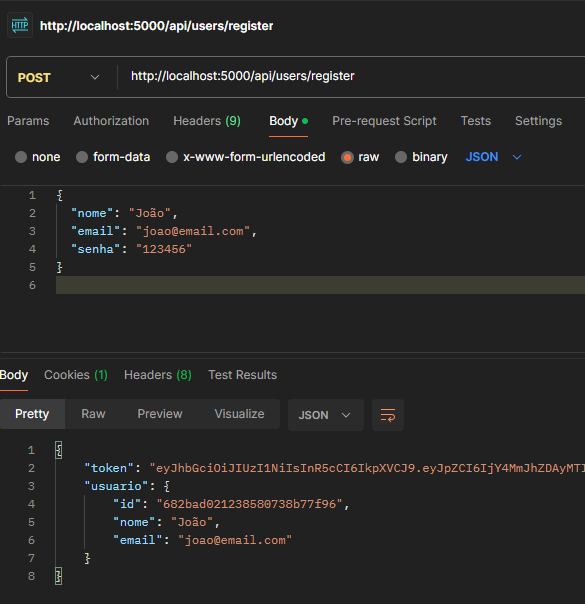 HTTP http://localhost:5000/api/users/register
POST http://localhost:5000/api/users/register
Params Authorization Headers (9) Body Pre-request Script Tests Settings
none form-data x-www-form-urlencoded raw binary JSON
1 {
2 "nome": "João",
3 "email": "joao@email.com",
4 "senha": "123456"
5 }
6
Body Cookies (1) Headers (8) Test Results
Pretty Raw Preview Visualize JSON
1 {
2 "token": "eyJhbGciOiJIUzI1NiIsInR5cCI6IkpXVCJ9.eyJpZCI6IjY4MmJhZDAyMTI
3 "usuario": {
4 "id": "682bad021238580738b77f96",
5 "nome": "João",
6 "email": "joao@email.com"
7 }
8 }